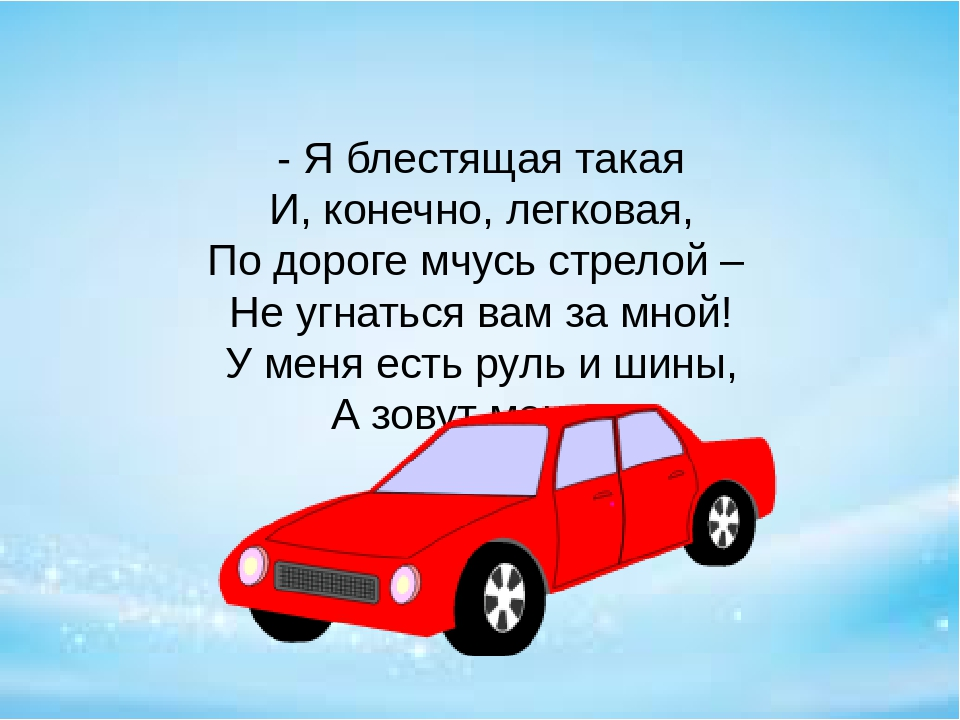 - Я блестящая такая
И, конечно, легковая,
По дороге мчусь стрелой –
Не угнаться вам за мной!
У меня есть руль и шины,
А зовут